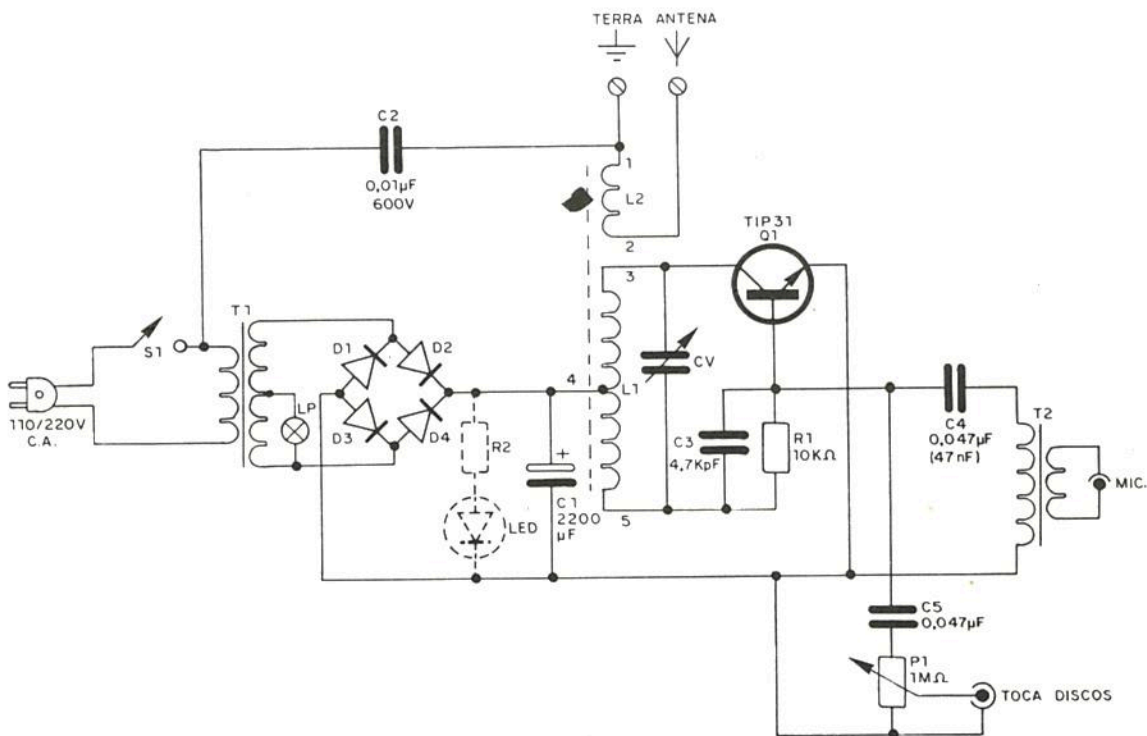 TERRA ANTENA
C2
0,01µF
600V
1
L2
2
TIP31
Q1
3
T1
S1
D1
D2
4
L1
CV
LP
110/220V
C.A.
D3
D4
R2
C3
4,7KpF
R1
10KΩ
C4
0,047µF
(47nF)
T2
MIC.
+
C1
2200
µF
LED
5
C5
0,047µF
P1
1MΩ
TOCA DISCOS